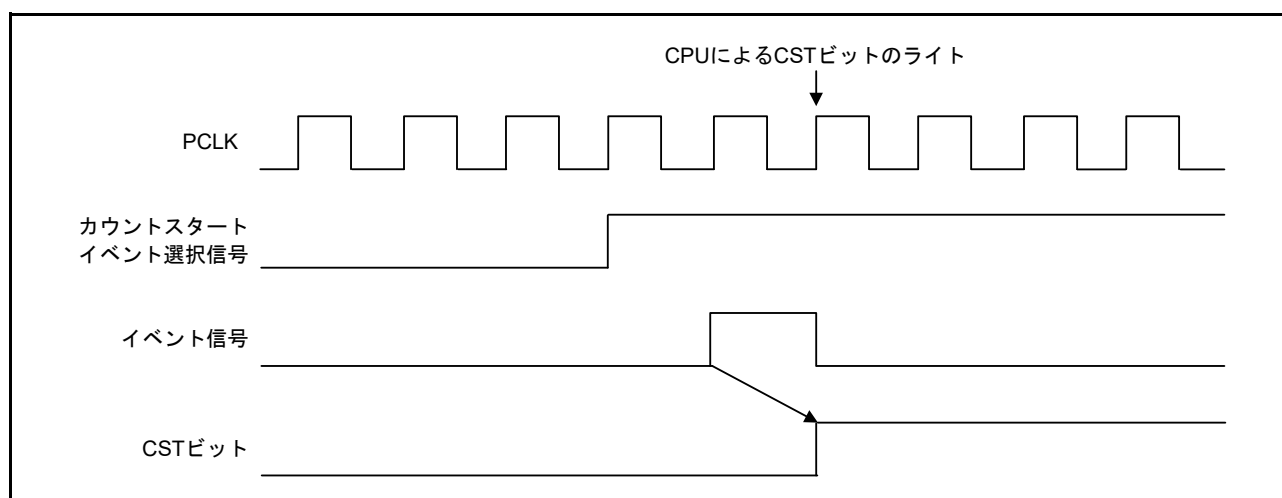 CPUによるCSTビットのライト
PCLK
カウントスタート
イベント選択信号
イベント信号
CSTビット